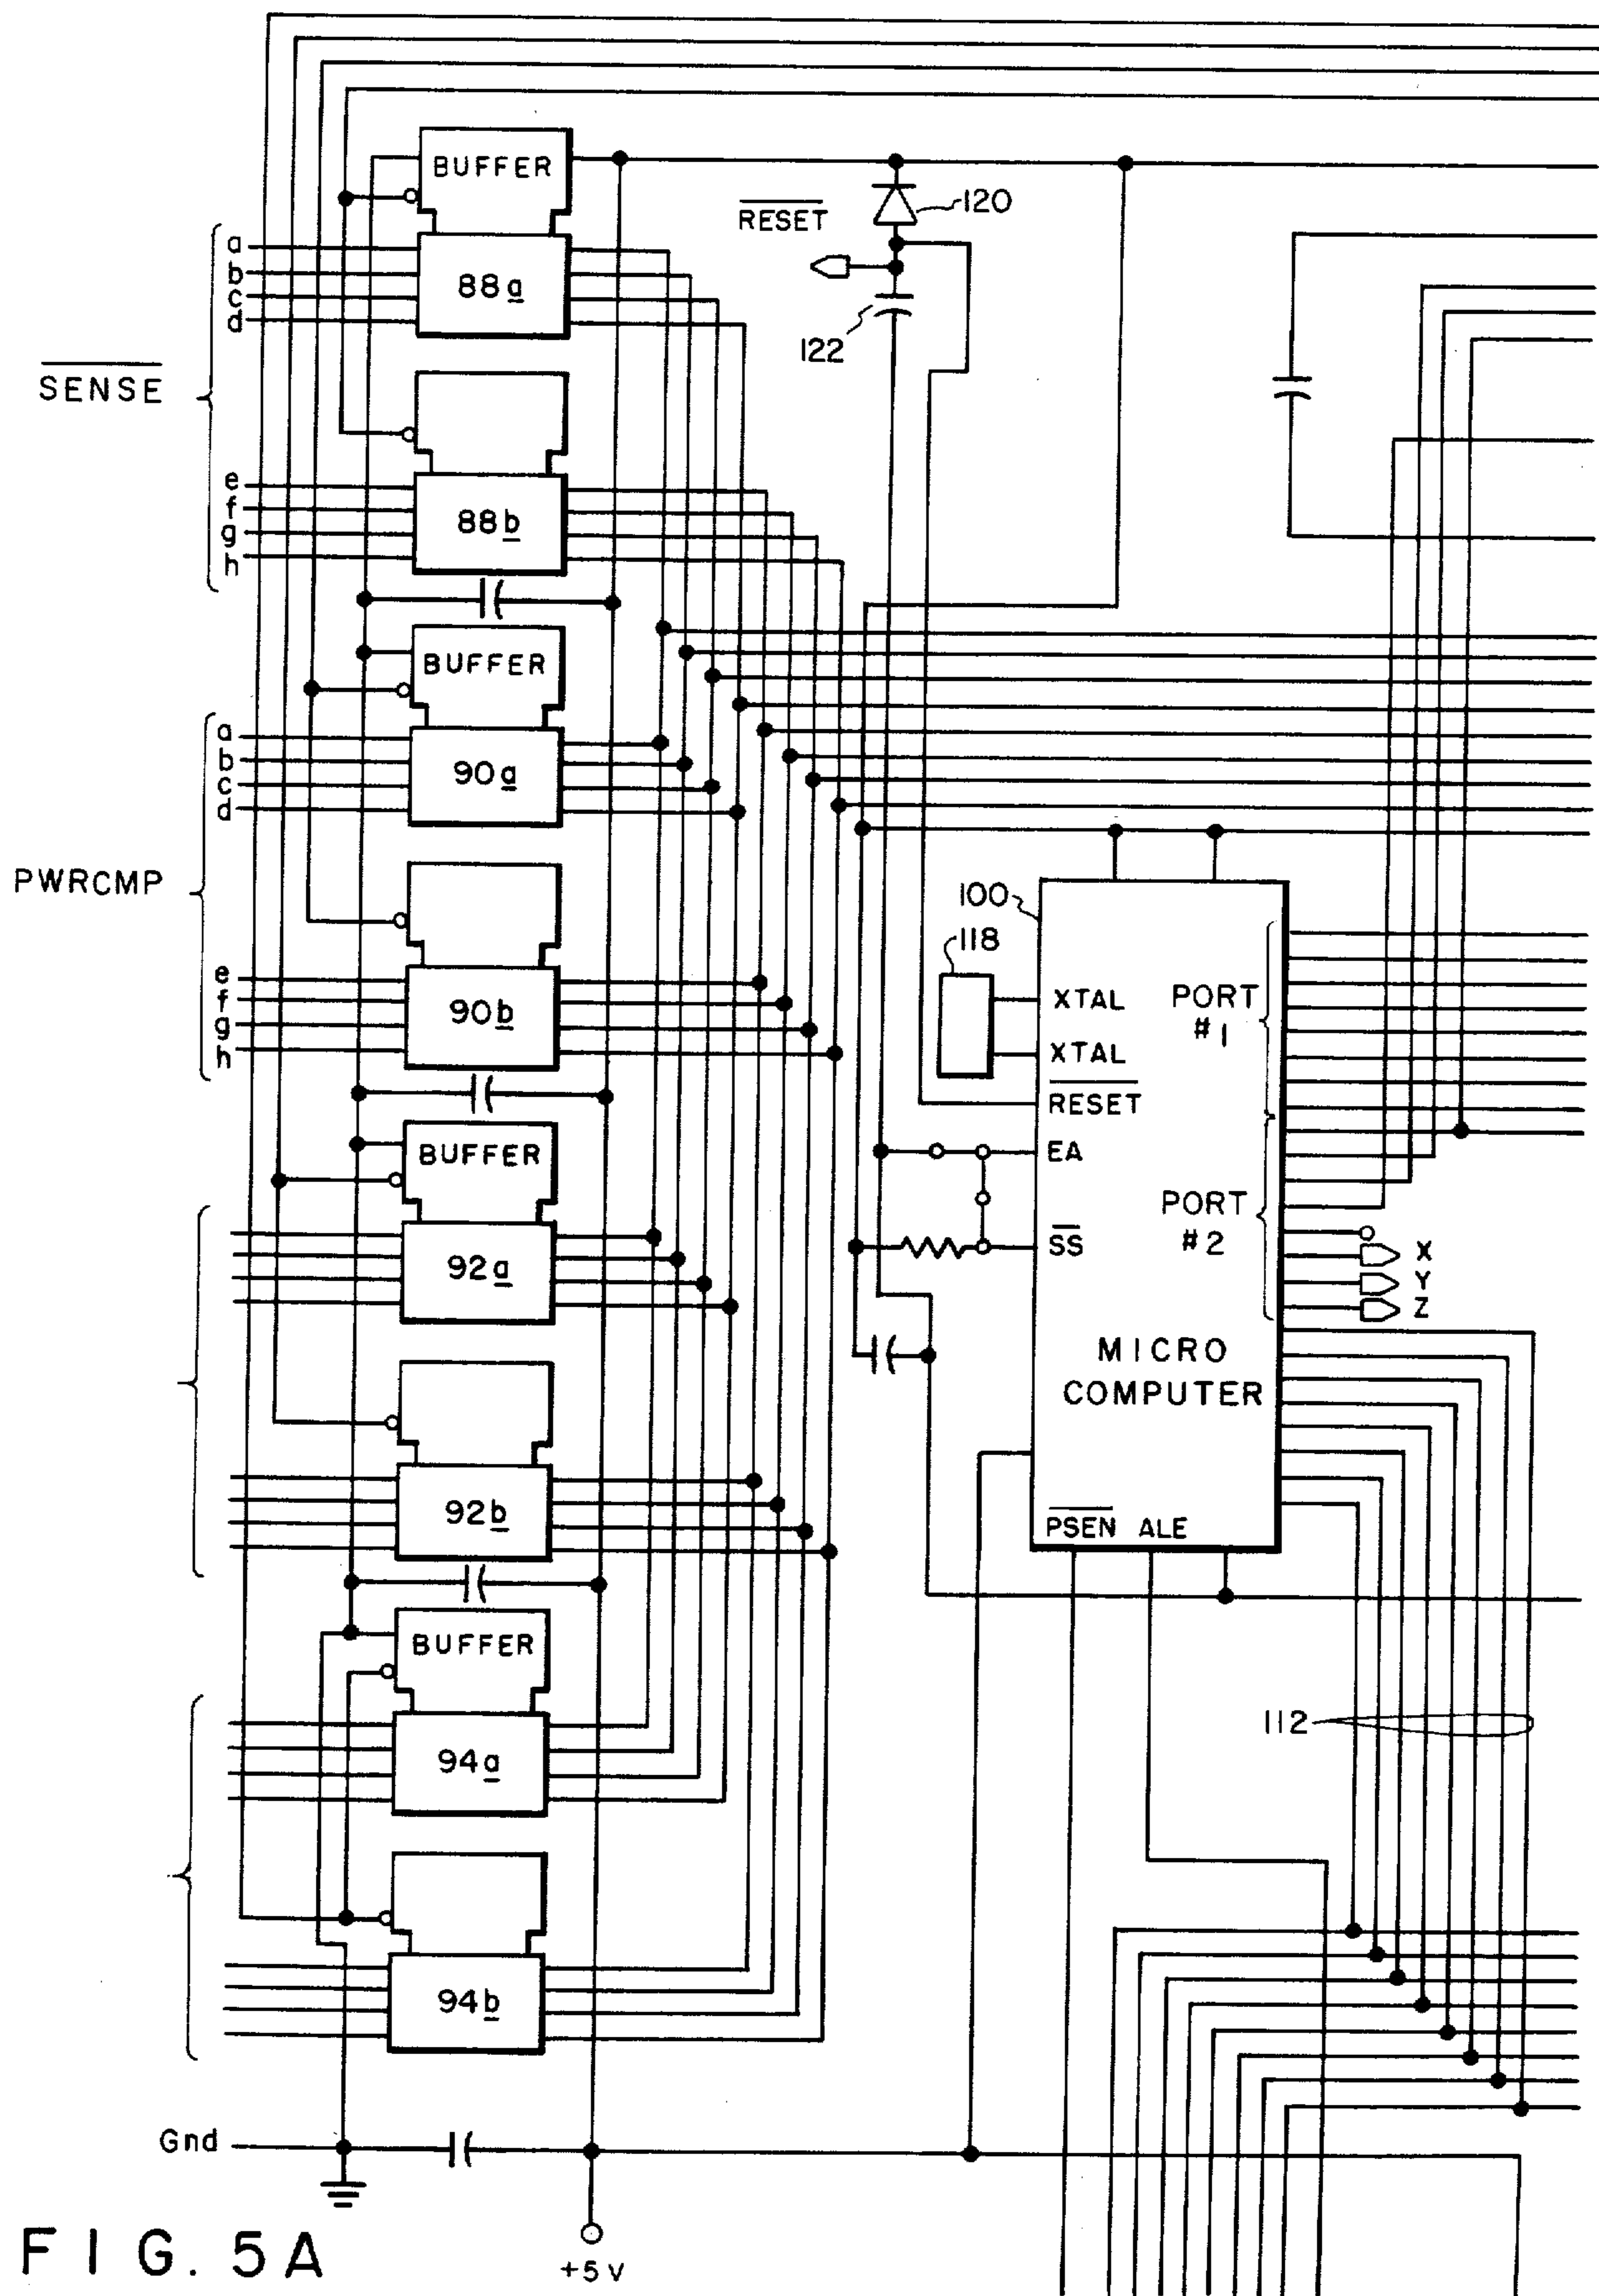 BUFFER
RESET
120
a
b
c
d
88a
122
SENSE
e
f
g
h
88b
BUFFER
a
b
c
d
90a
PWRCMP
100
118
e
f
g
h
90b
XTAL
XTAL
PORT
#1
RESET
BUFFER
EA
PORT
#2
SS
X
Y
Z
92a
MICRO
COMPUTER
92b
PSEN ALE
BUFFER
94a
112
94b
Gnd
+5V
FIG. 5A